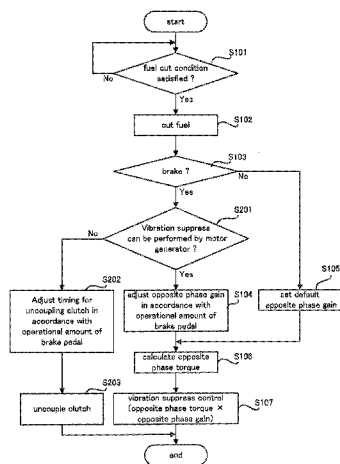 start
S101
fuel cut condition
satisfied ?
No
Yes
S102
cut fuel
S103
brake ?
No
Yes
S201
Vibration suppress
can be performed by motor
generator ?
No
Yes
S202
Adjust timing for
uncoupling clutch in
accordance with
operational amount of
brake pedal
S104
adjust opposite phase gain
in accordance with
operational amount of
brake pedal
S105
set default
opposite phase gain
S106
calculate opposite
phase torque
S203
uncouple clutch
S107
vibration suppress control
(opposite phase torque ×
opposite phase gain)
end